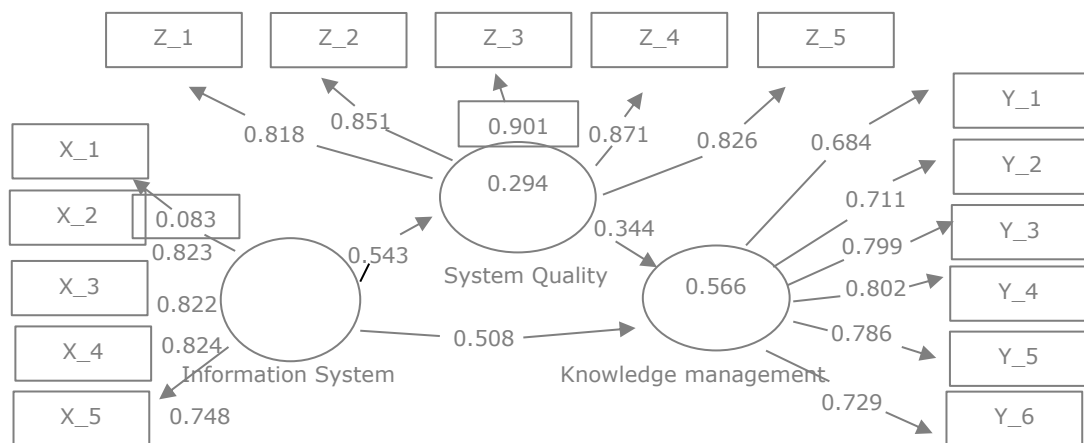 Z_1 Z_2 Z_3 Z_4 Z_5
Y_1
0.818 0.851 0.901 0.871 0.826 0.684
X_1
Y_2
0.294
0.711
X_2 0.083
Y_3
0.823 0.543 0.344 0.799
System Quality
X_3 0.822
0.566 0.802 Y_4
X_4 0.824 0.508 0.786 Y_5
Information System Knowledge management
X_5 0.748 0.729 Y_6